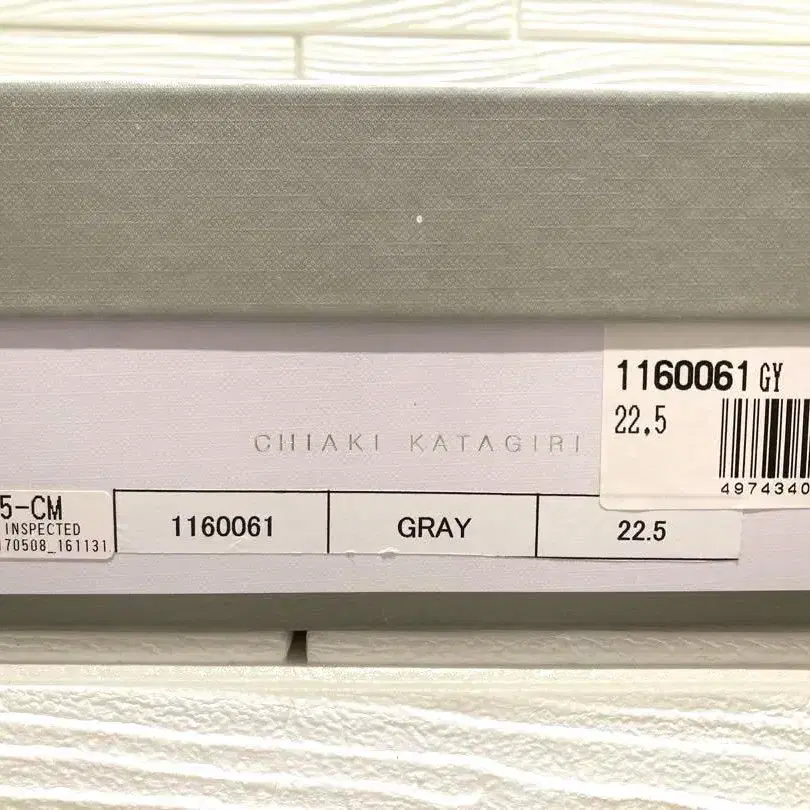 1160061 GY
22.5
4974340
CHIAKI KATAGIRI
5-CM
INSPECTED
170508_161131
1160061
GRAY
22.5